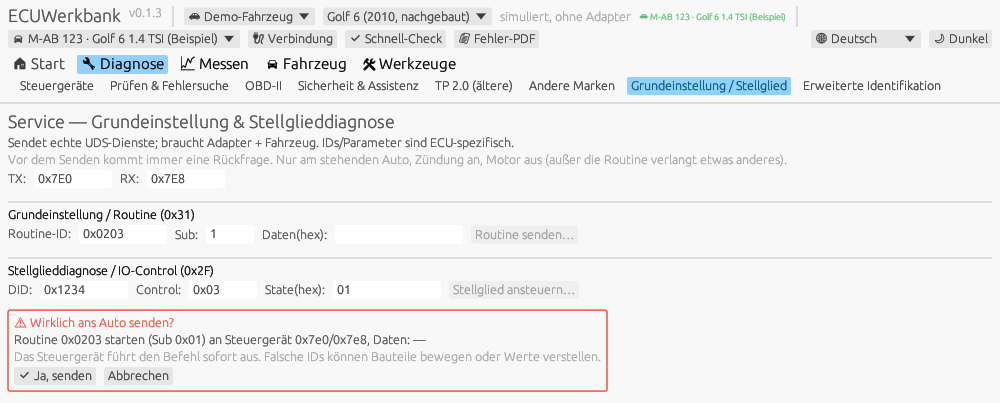 ECUWerkbank v0.1.3 Demo-Fahrzeug Golf 6 (2010, nachgebaut) simuliert, ohne Adapter M-AB 123 · Golf 6 1.4 TSI (Beispiel)
M-AB 123 · Golf 6 1.4 TSI (Beispiel) Verbindung Schnell-Check Fehler-PDF Deutsch Dunkel
Start Diagnose Messen Fahrzeug Werkzeuge
Steuergeräte Prüfen & Fehlersuche OBD-II Sicherheit & Assistenz TP 2.0 (ältere) Andere Marken Grundeinstellung / Stellglied Erweiterte Identifikation
Service — Grundeinstellung & Stellglieddiagnose
Sendet echte UDS-Dienste; braucht Adapter + Fahrzeug. IDs/Parameter sind ECU-spezifisch.
Vor dem Senden kommt immer eine Rückfrage. Nur am stehenden Auto, Zündung an, Motor aus (außer die Routine verlangt etwas anderes).
TX: 0x7E0 RX: 0x7E8
Grundeinstellung / Routine (0x31)
Routine-ID: 0x0203 Sub: 1 Daten(hex): Routine senden...
Stellglieddiagnose / IO-Control (0x2F)
DID: 0x1234 Control: 0x03 State(hex): 01 Stellglied ansteuern...
⚠ Wirklich ans Auto senden?
Routine 0x0203 starten (Sub 0x01) an Steuergerät 0x7e0/0x7e8, Daten: —
Das Steuergerät führt den Befehl sofort aus. Falsche IDs können Bauteile bewegen oder Werte verstellen.
✓ Ja, senden Abbrechen